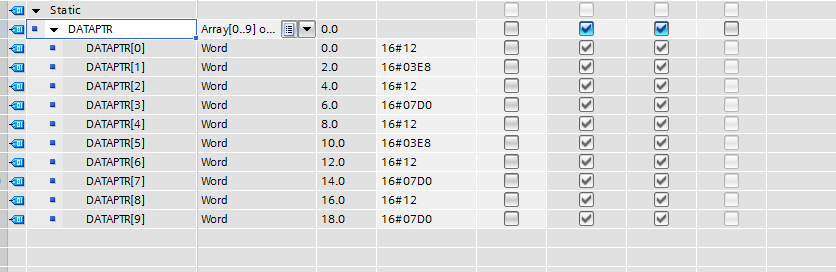 Static
DATAPTR Array[0..9] o... 0.0
DATAPTR[0] Word 0.0 16#12
DATAPTR[1] Word 2.0 16#03E8
DATAPTR[2] Word 4.0 16#12
DATAPTR[3] Word 6.0 16#07D0
DATAPTR[4] Word 8.0 16#12
DATAPTR[5] Word 10.0 16#03E8
DATAPTR[6] Word 12.0 16#12
DATAPTR[7] Word 14.0 16#07D0
DATAPTR[8] Word 16.0 16#12
DATAPTR[9] Word 18.0 16#07D0